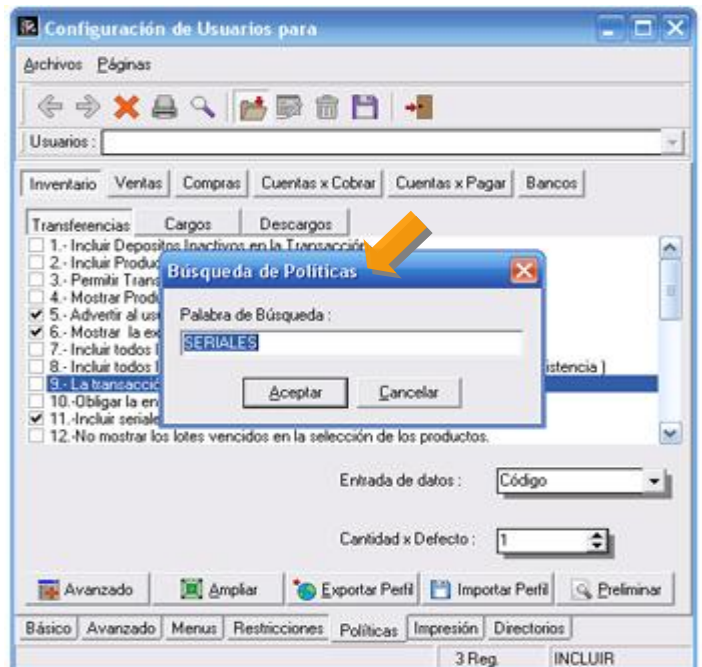 Configuración de Usuarios para
Archivos Páginas
Usuarios :
Inventario Ventas Compras Cuentas x Cobrar Cuentas x Pagar Bancos
Transferencias Cargos Descargos
1.- Incluir Depositos Inactivos en la Transacción
2.- Incluir Produc
3.- Permitir Trans
4.- Mostrar Produ
5.- Advertir al us
6.- Mostrar la ex
7.- Incluir todos l
8.- Incluir todos l istencia )
9.- La transacció
10.-Obligar la en
11.-Incluir seriale
12.-No mostrar los lotes vencidos en la selección de los productos.
Búsqueda de Políticas
Palabra de Búsqueda :
SERIALES
Aceptar Cancelar
Entrada de datos : Código
Cantidad x Defecto : 1
Avanzado Ampliar Exportar Perfil Importar Perfil Preliminar
Básico Avanzado Menus Restricciones Políticas Impresión Directorios
3 Reg. INCLUIR